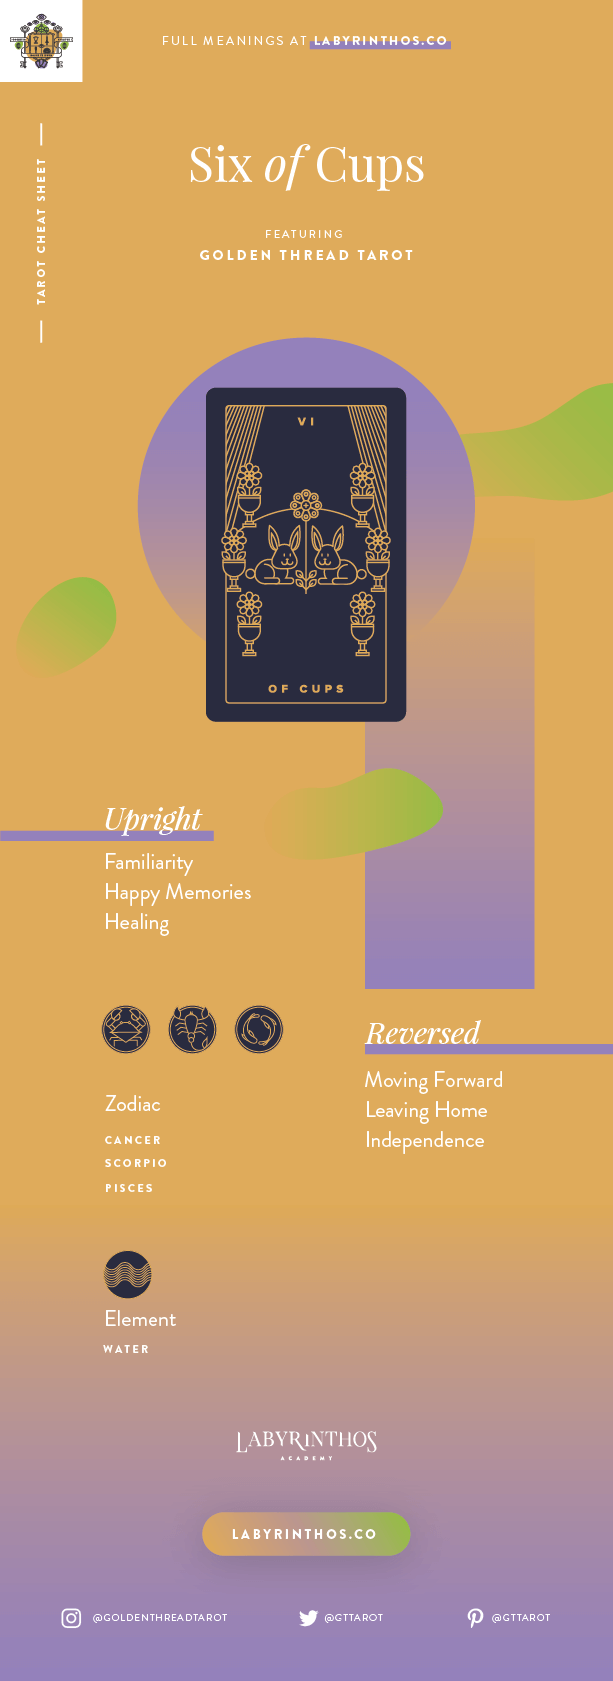 FULL MEANINGS AT LABYRINTHOS.CO
TAROT CHEAT SHEET
Six of Cups
FEATURING
GOLDEN THREAD TAROT
VI
OF CUPS
Upright
Familiarity
Happy Memories
Healing
Reversed
Moving Forward
Leaving Home
Independence
Zodiac
CANCER
SCORPIO
PISCES
Element
WATER
LABYRINTHOS
ACADEMY
LABYRINTHOS.CO
@GOLDENTHREADTAROT
@GTTAROT
@GTTAROT